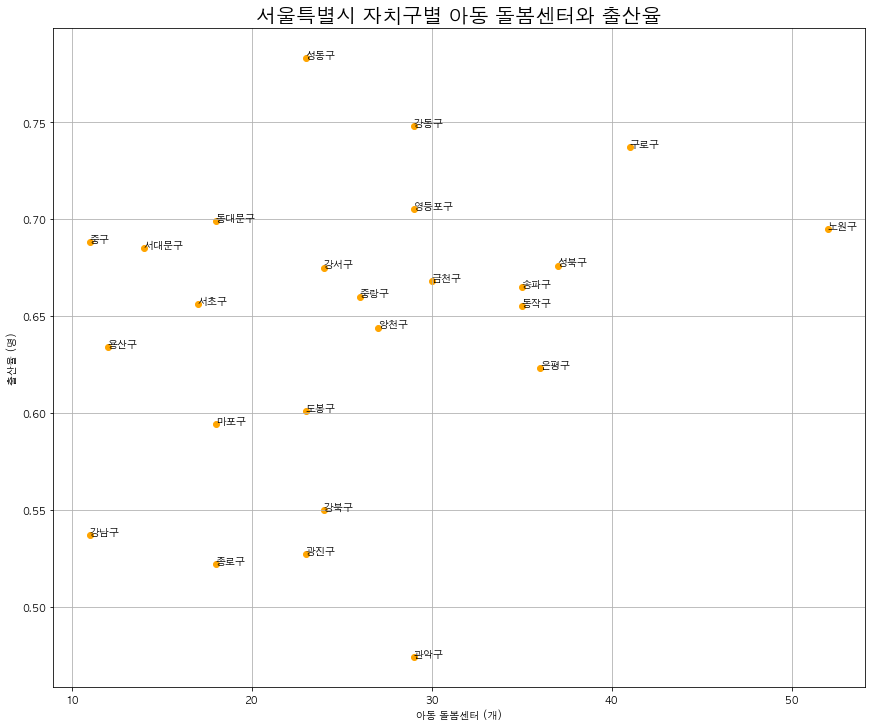 서울특별시 자치구별 아동 돌봄센터와 출산율
성동구
0.75
강동구
구로구
0.70
동대문구
영등포구
노원구
중구
서대문구
강서구
성북구
금천구
송파구
중랑구
서초구
동작구
0.65
양천구
용산구
출산율 (명)
은평구
0.60
도봉구
마포구
0.55
강북구
강남구
광진구
종로구
0.50
관악구
10 20 30 40 50
아동 돌봄센터 (개)